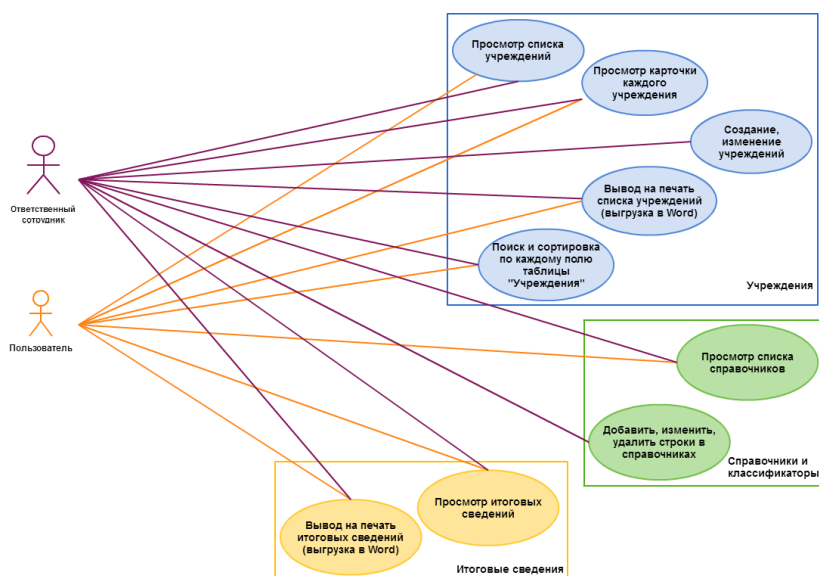 Просмотр списка
учреждений
Просмотр карточки
каждого
учреждения
Создание,
изменение
учреждений
Вывод на печать
списка учреждений
(выгрузка в Word)
Поиск и сортировка
по каждому полю
таблицы
"Учреждения"
Учреждения
Ответственный
сотрудник
Пользователь
Просмотр списка
справочников
Добавить, изменить,
удалить строки в
справочниках
Справочники и
классификаторы
Просмотр итоговых
сведений
Вывод на печать
итоговых сведений
(выгрузка в Word)
Итоговые сведения